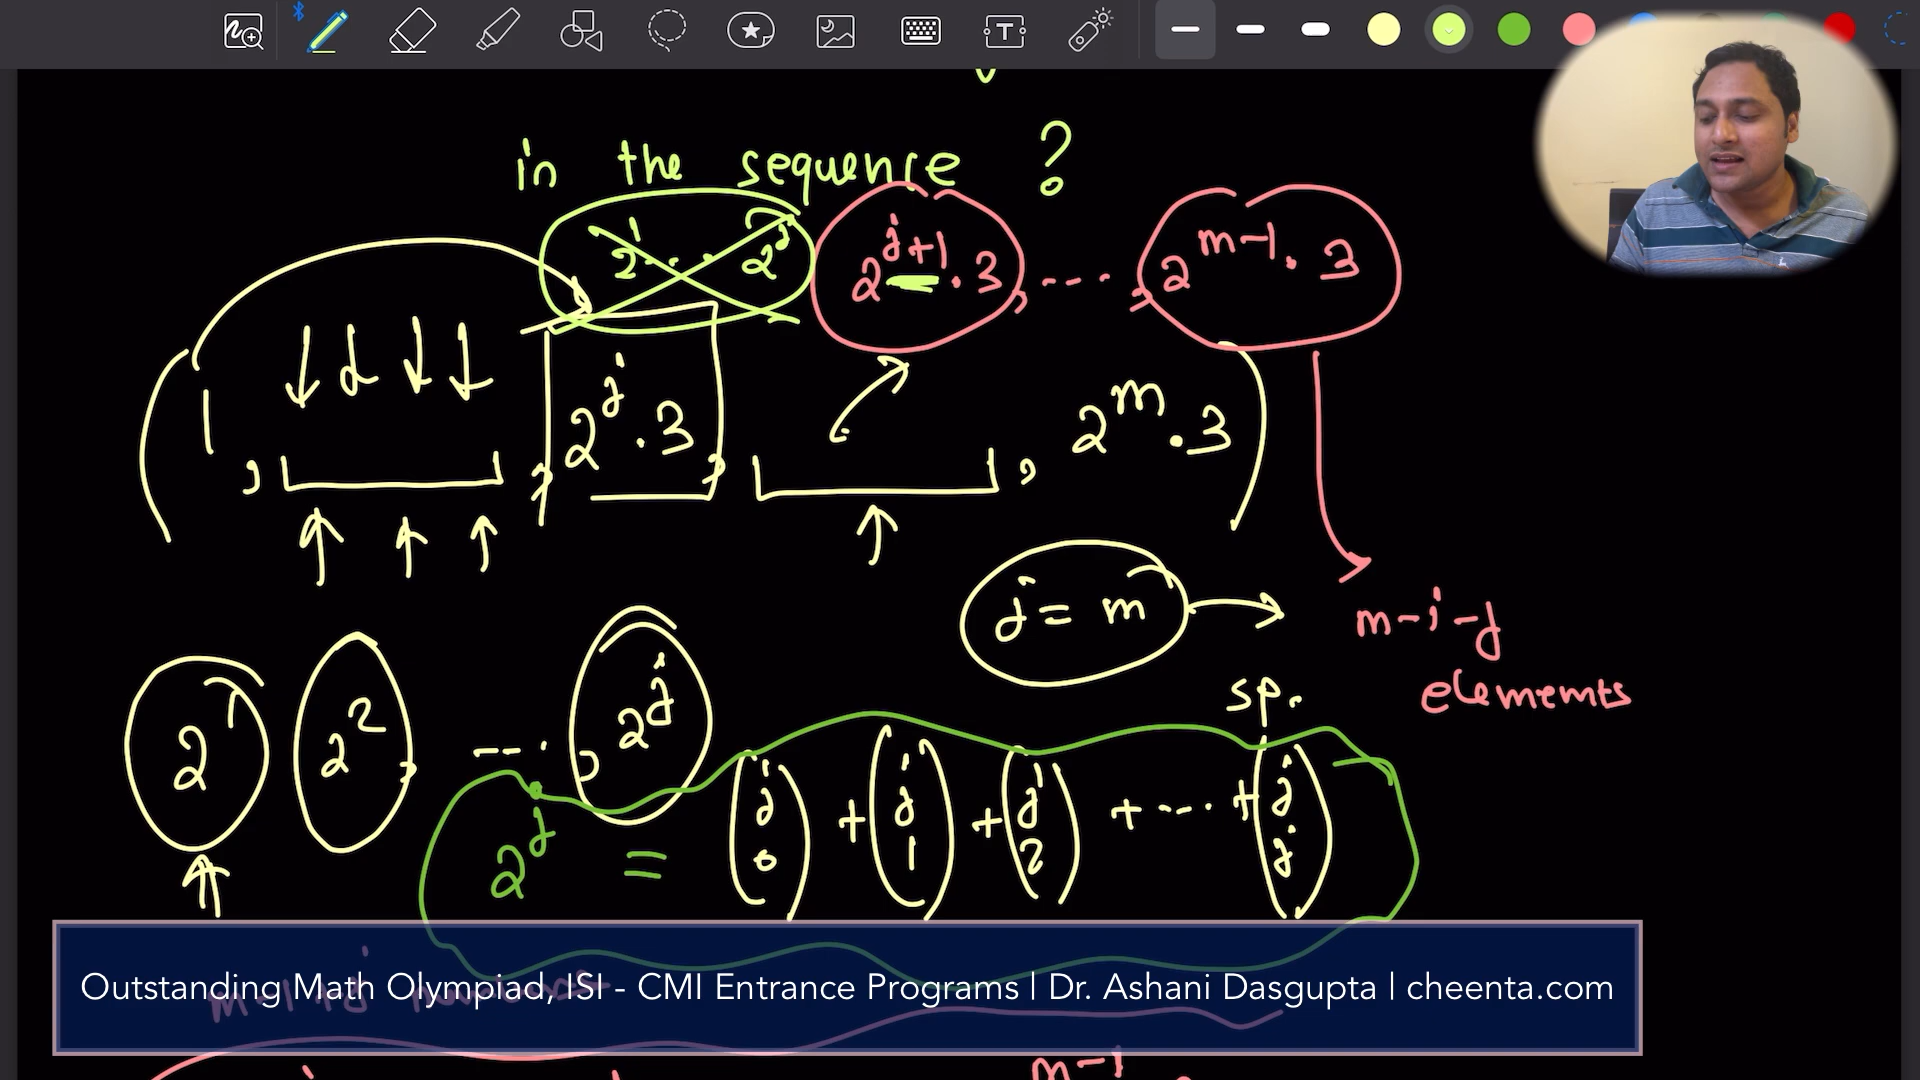 in the sequence ?
2^1 . . . 2^j 2^{j+1} . 3 , . . . . , 2^{m-1} . 3
1 , , 2^j . 3 , , 2^m . 3
j = m
m-i-j
elememts
sp.
2^1 2^2 , --- . , 2^j
2^j = (j 0) + (j 1) + (j 2) + --- . + (j j)
Outstanding Math Olympiad, ISI - CMI Entrance Programs | Dr. Ashani Dasgupta | cheenta.com
m-1